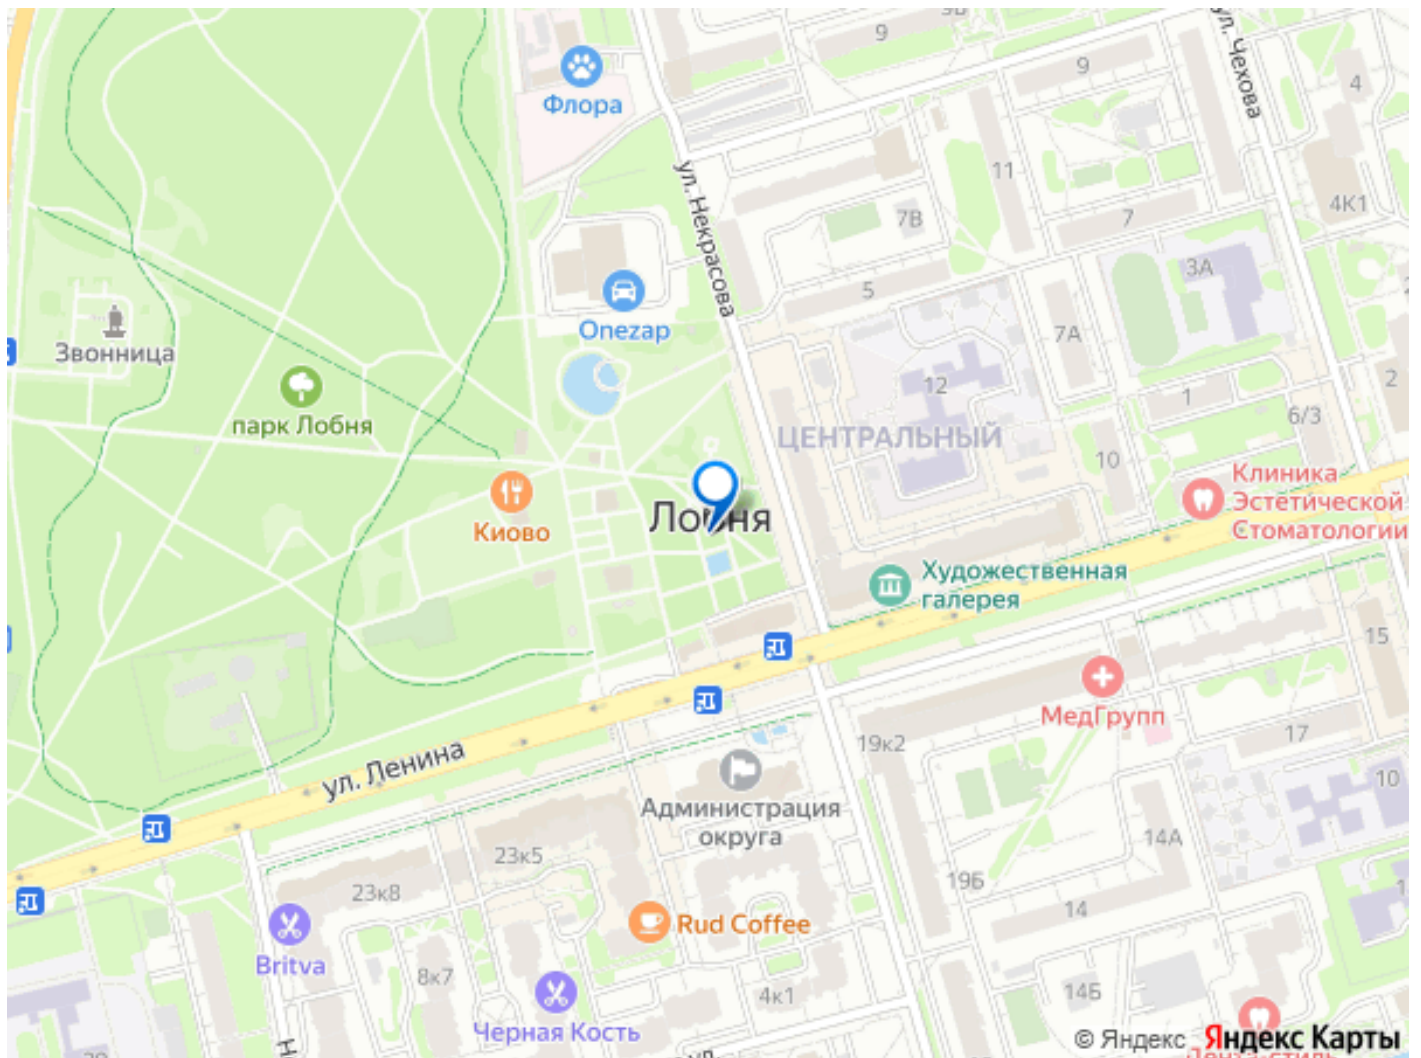 9В
9
ул. Чехова
9
4
Флора
11
ул. Некрасова
4К1
7В
7
3А
5
Onezap
7А
Звонница
12
2
1
парк Лобня
6/3
ЦЕНТРАЛЬНЫЙ
10
Клиника
Эстетической
Стоматологии
Киово
Лобня
Художественная
галерея
15
МедГрупп
17
19к2
ул. Ленина
10
Администрация
округа
14А
23к5
23к8
19Б
14
Rud Coffee
Britva
8к7
4к1
14Б
Черная Кость
© Яндекс Яндекс Карты